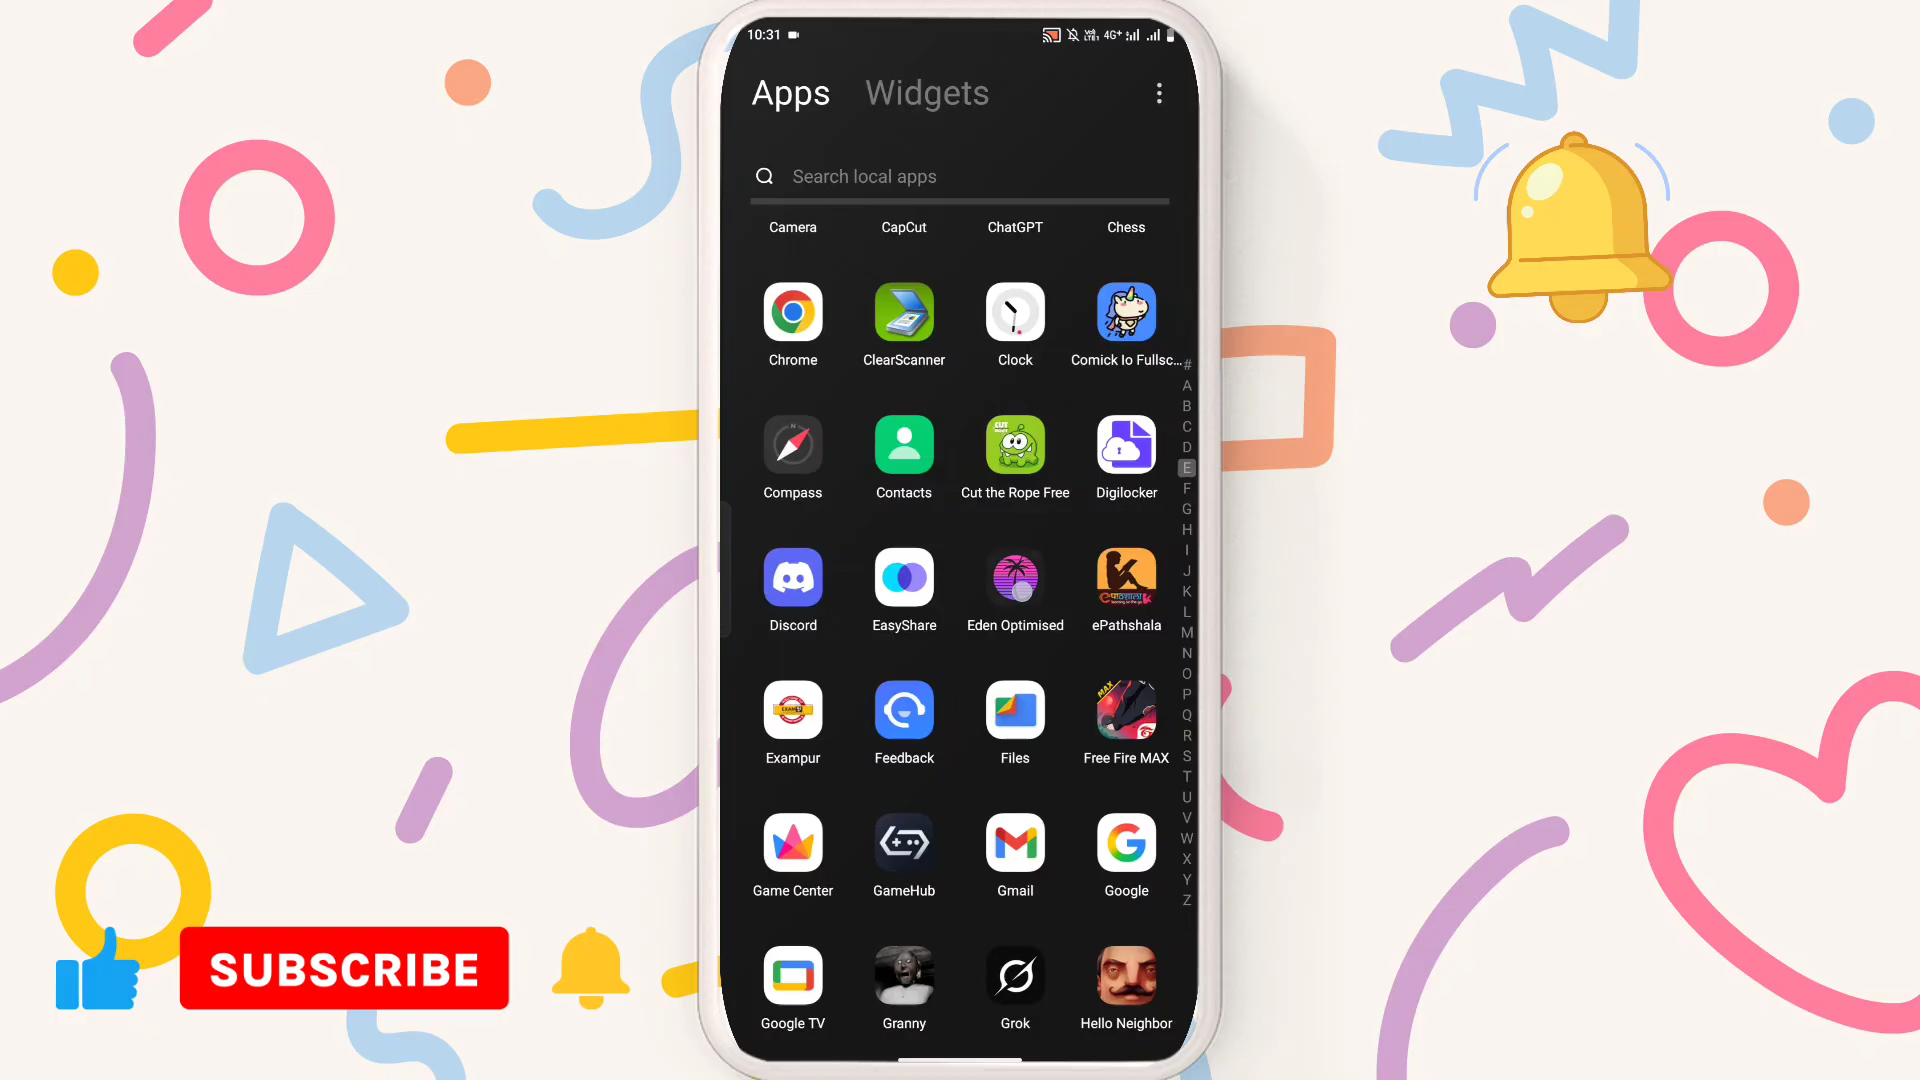 10:31
4G+
Apps Widgets
Search local apps
Camera CapCut ChatGPT Chess
Chrome ClearScanner Clock Comick Io Fullsc...
Compass Contacts Cut the Rope Free Digilocker
Discord EasyShare Eden Optimised ePathshala
Exampur Feedback Files Free Fire MAX
Game Center GameHub Gmail Google
Google TV Granny Grok Hello Neighbor
#
A
B
C
D
E
F
G
H
I
J
K
L
M
N
O
P
Q
R
S
T
U
V
W
X
Y
Z
SUBSCRIBE